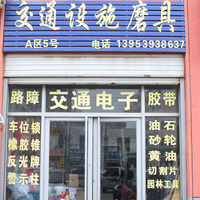 交通设施 磨具
A区5号 电话 13953938637
路障 交通电子 胶带
车位锁
橡胶锥
反光牌
警示柱
油石
砂轮
黄油
切割片
园林工具